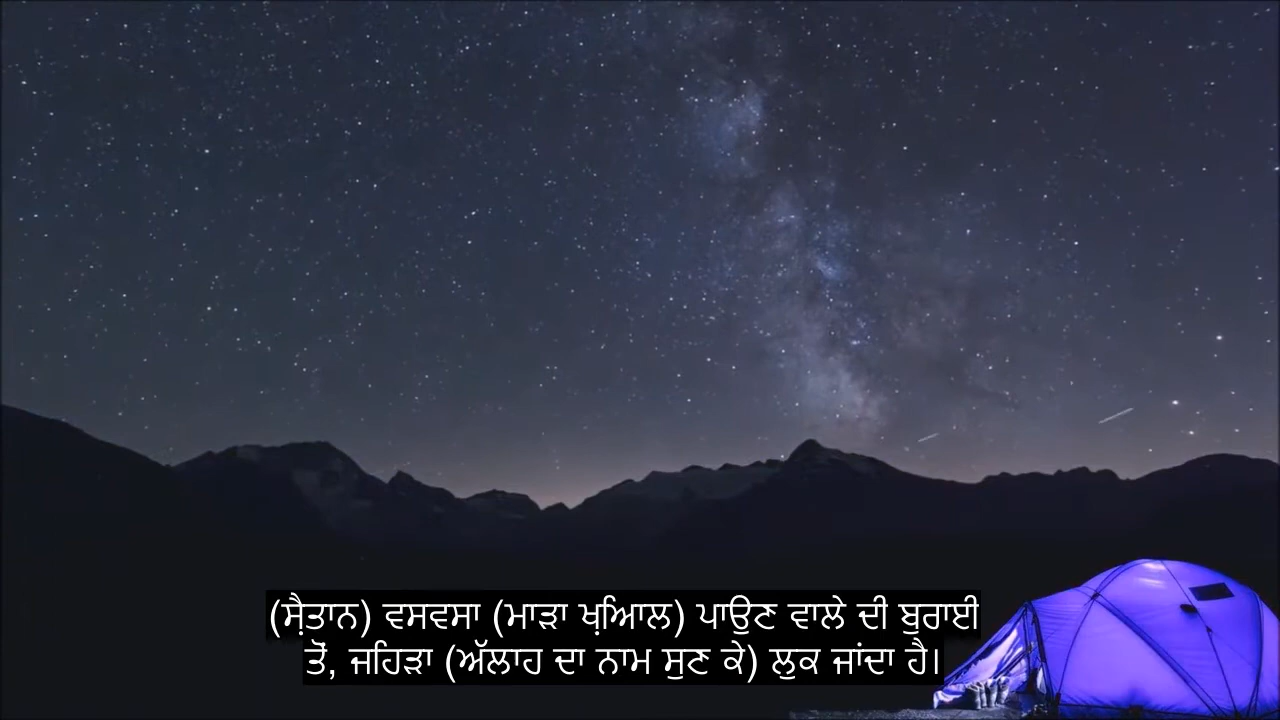 (ਸ਼ੈਤਾਨ) ਵਸਵਸਾ (ਮਾੜਾ ਖ਼ਿਆਲ) ਪਾਉਣ ਵਾਲੇ ਦੀ ਬੁਰਾਈ
ਤੋਂ, ਜਹਿੜਾ (ਅੱਲਾਹ ਦਾ ਨਾਮ ਸੁਣ ਕੇ) ਲੁਕ ਜਾਂਦਾ ਹੈ।